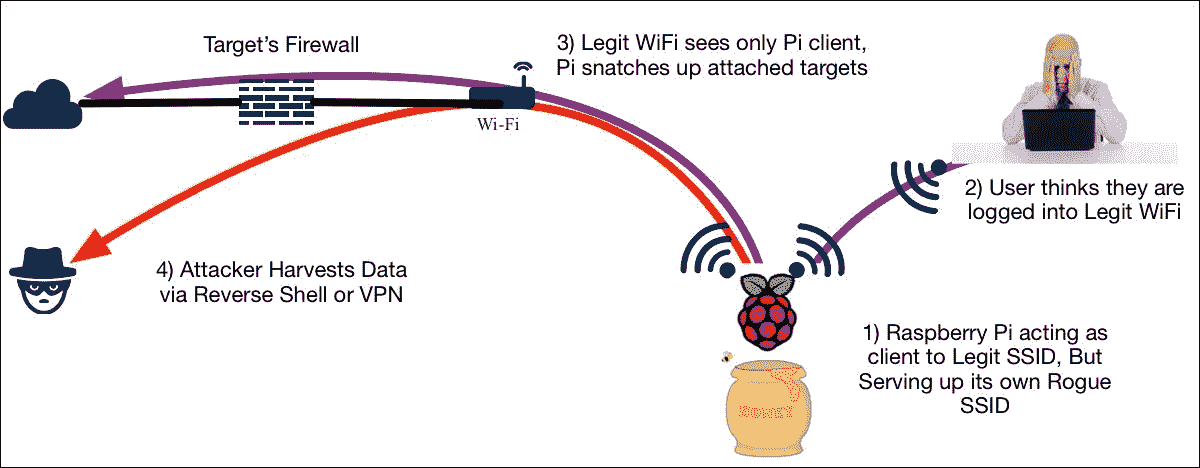 Target's Firewall
3) Legit WiFi sees only Pi client,
Pi snatches up attached targets
Wi-Fi
2) User thinks they are
logged into Legit WiFi
4) Attacker Harvests Data
via Reverse Shell or VPN
1) Raspberry Pi acting as
client to Legit SSID, But
Serving up its own Rogue
SSID